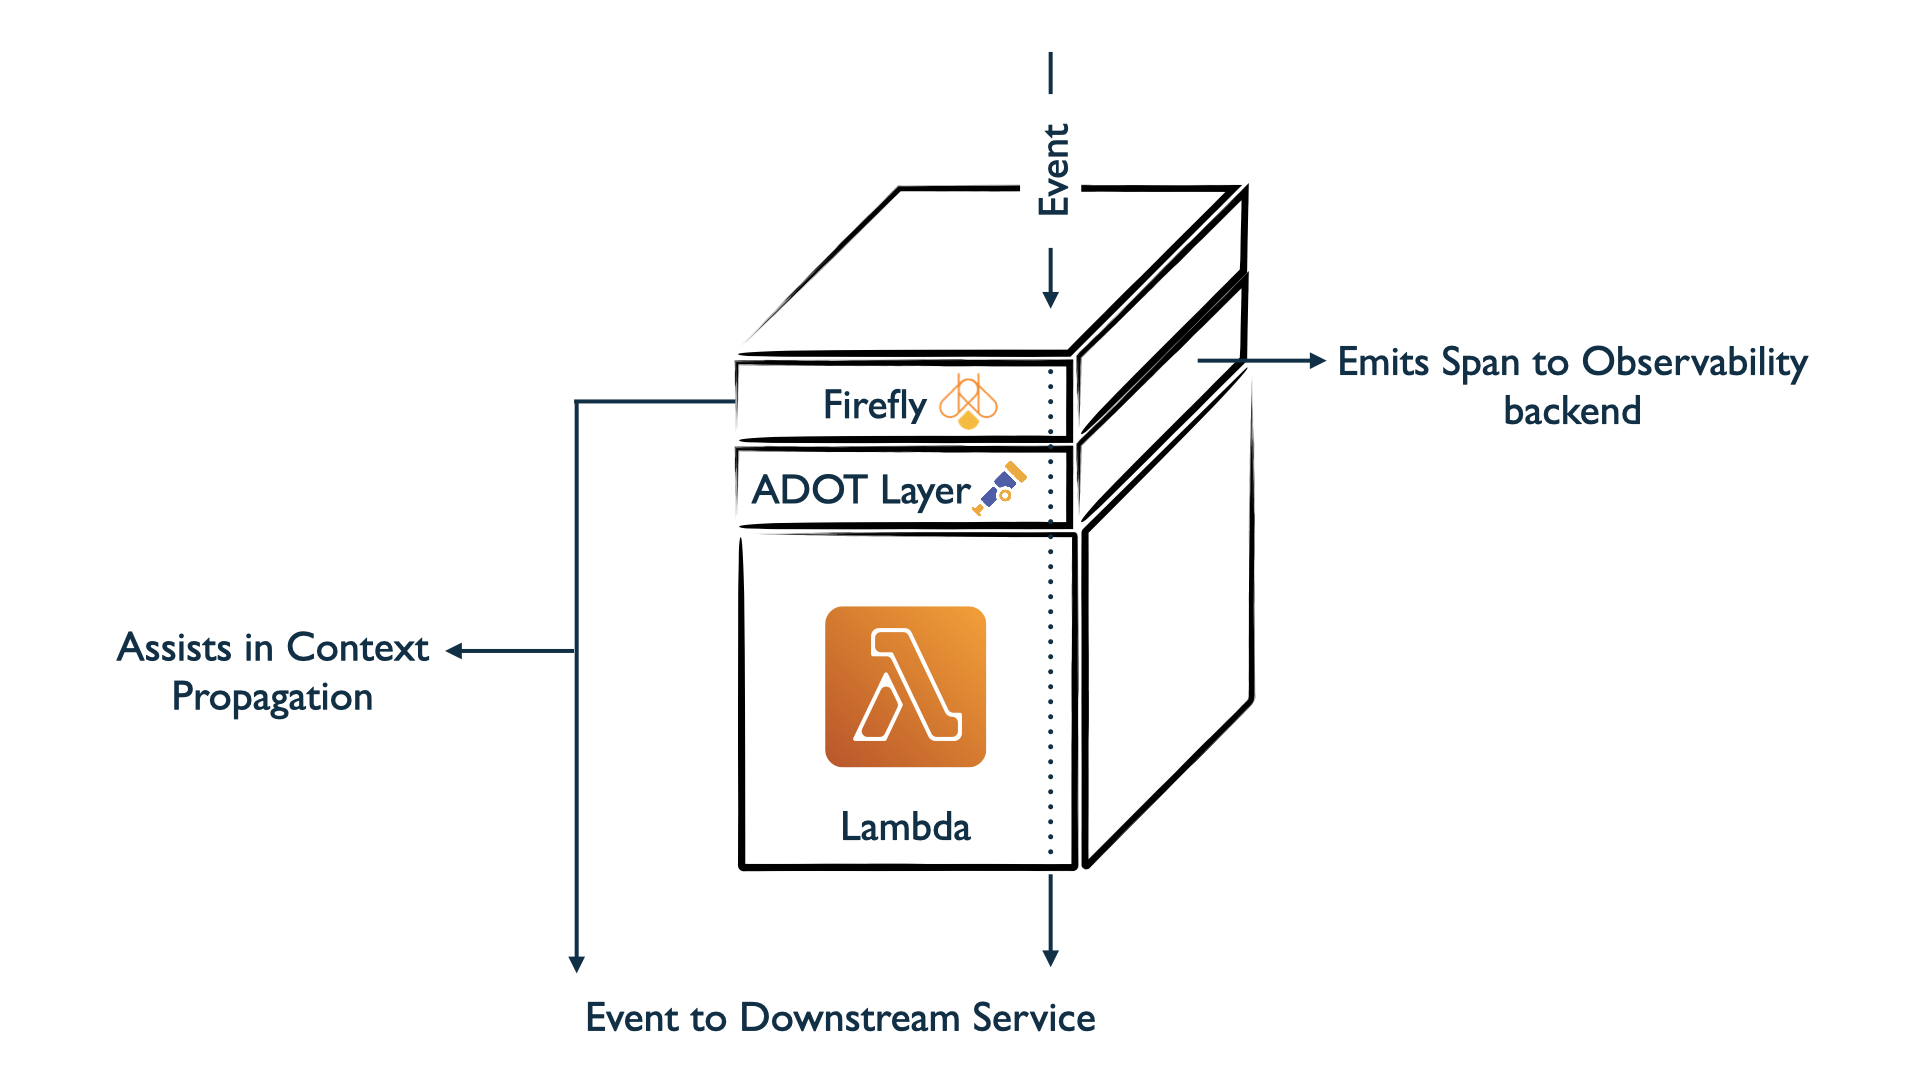 Event
Firefly
Emits Span to Observability
backend
ADOT Layer
Assists in Context
Propagation
Lambda
Event to Downstream Service